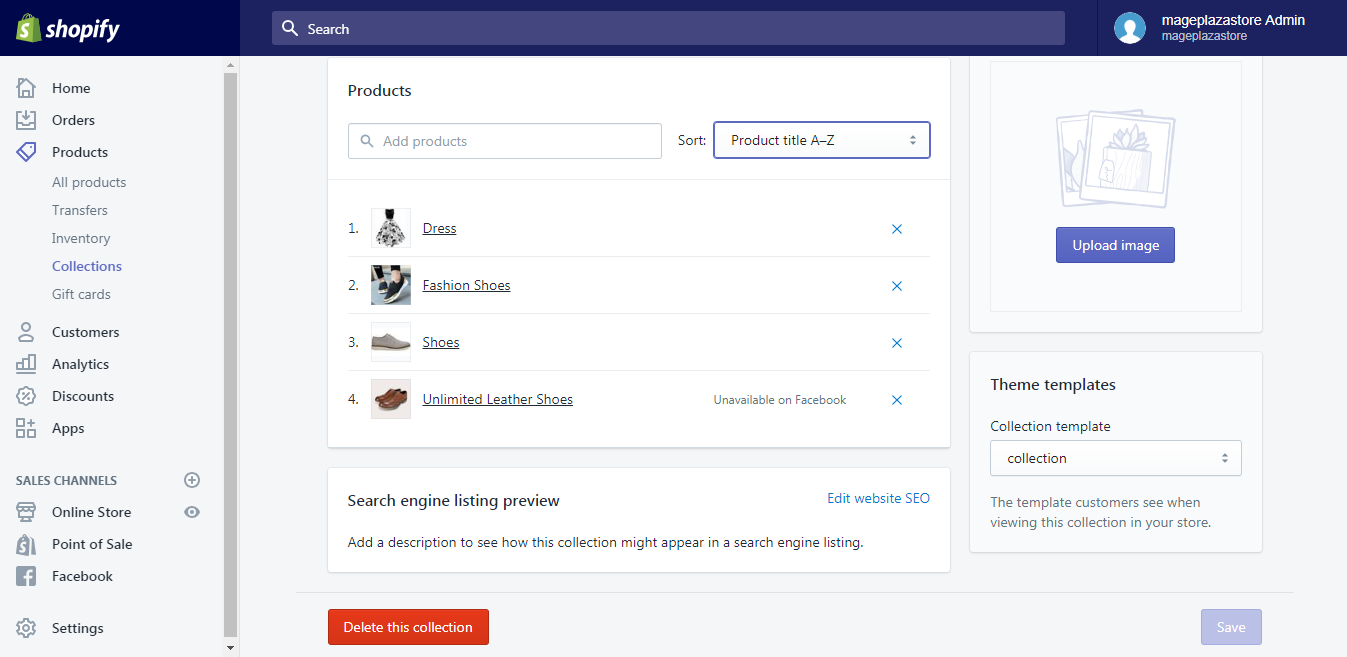 shopify
Search
mageplazastore Admin
mageplazastore
Home
Orders
Products
All products
Transfers
Inventory
Collections
Gift cards
Customers
Analytics
Discounts
Apps
SALES CHANNELS
Online Store
Point of Sale
Facebook
Settings
Products
Add products
Sort:
Product title A–Z
1. Dress
2. Fashion Shoes
3. Shoes
4. Unlimited Leather Shoes Unavailable on Facebook
Search engine listing preview
Edit website SEO
Add a description to see how this collection might appear in a search engine listing.
Delete this collection
Upload image
Theme templates
Collection template
collection
The template customers see when
viewing this collection in your store.
Save